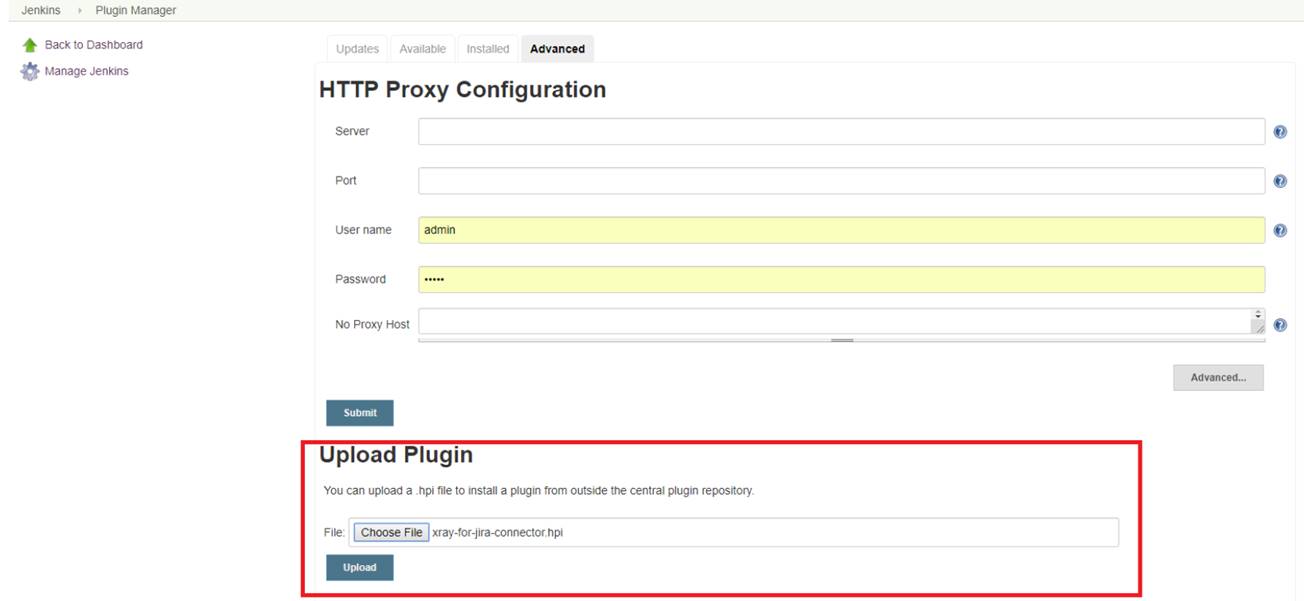 Jenkins Plugin Manager
Back to Dashboard
Manage Jenkins
Updates Available Installed Advanced
HTTP Proxy Configuration
Server
Port
User name admin
Password •••••
No Proxy Host
Advanced...
Submit
Upload Plugin
You can upload a .hpi file to install a plugin from outside the central plugin repository.
File: Choose File xray-for-jira-connector.hpi
Upload